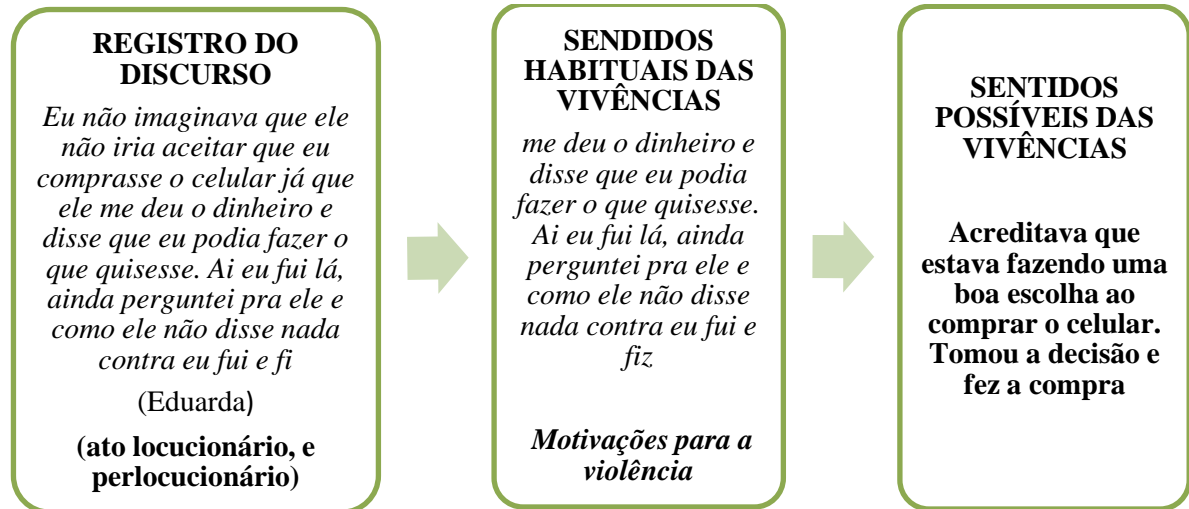 REGISTRO DO
DISCURSO
Eu não imaginava que ele
não iria aceitar que eu
comprasse o celular já que
ele me deu o dinheiro e
disse que eu podia fazer o
que quisesse. Ai eu fui lá,
ainda perguntei pra ele e
como ele não disse nada
contra eu fui e fi
(Eduarda)
(ato locucionário, e
perlocucionário)
SENDIDOS
HABITUAIS DAS
VIVÊNCIAS
me deu o dinheiro e
disse que eu podia
fazer o que quisesse.
Ai eu fui lá, ainda
perguntei pra ele e
como ele não disse
nada contra eu fui e
fiz
Motivações para a
violência
SENTIDOS
POSSÍVEIS DAS
VIVÊNCIAS
Acreditava que
estava fazendo uma
boa escolha ao
comprar o celular.
Tomou a decisão e
fez a compra